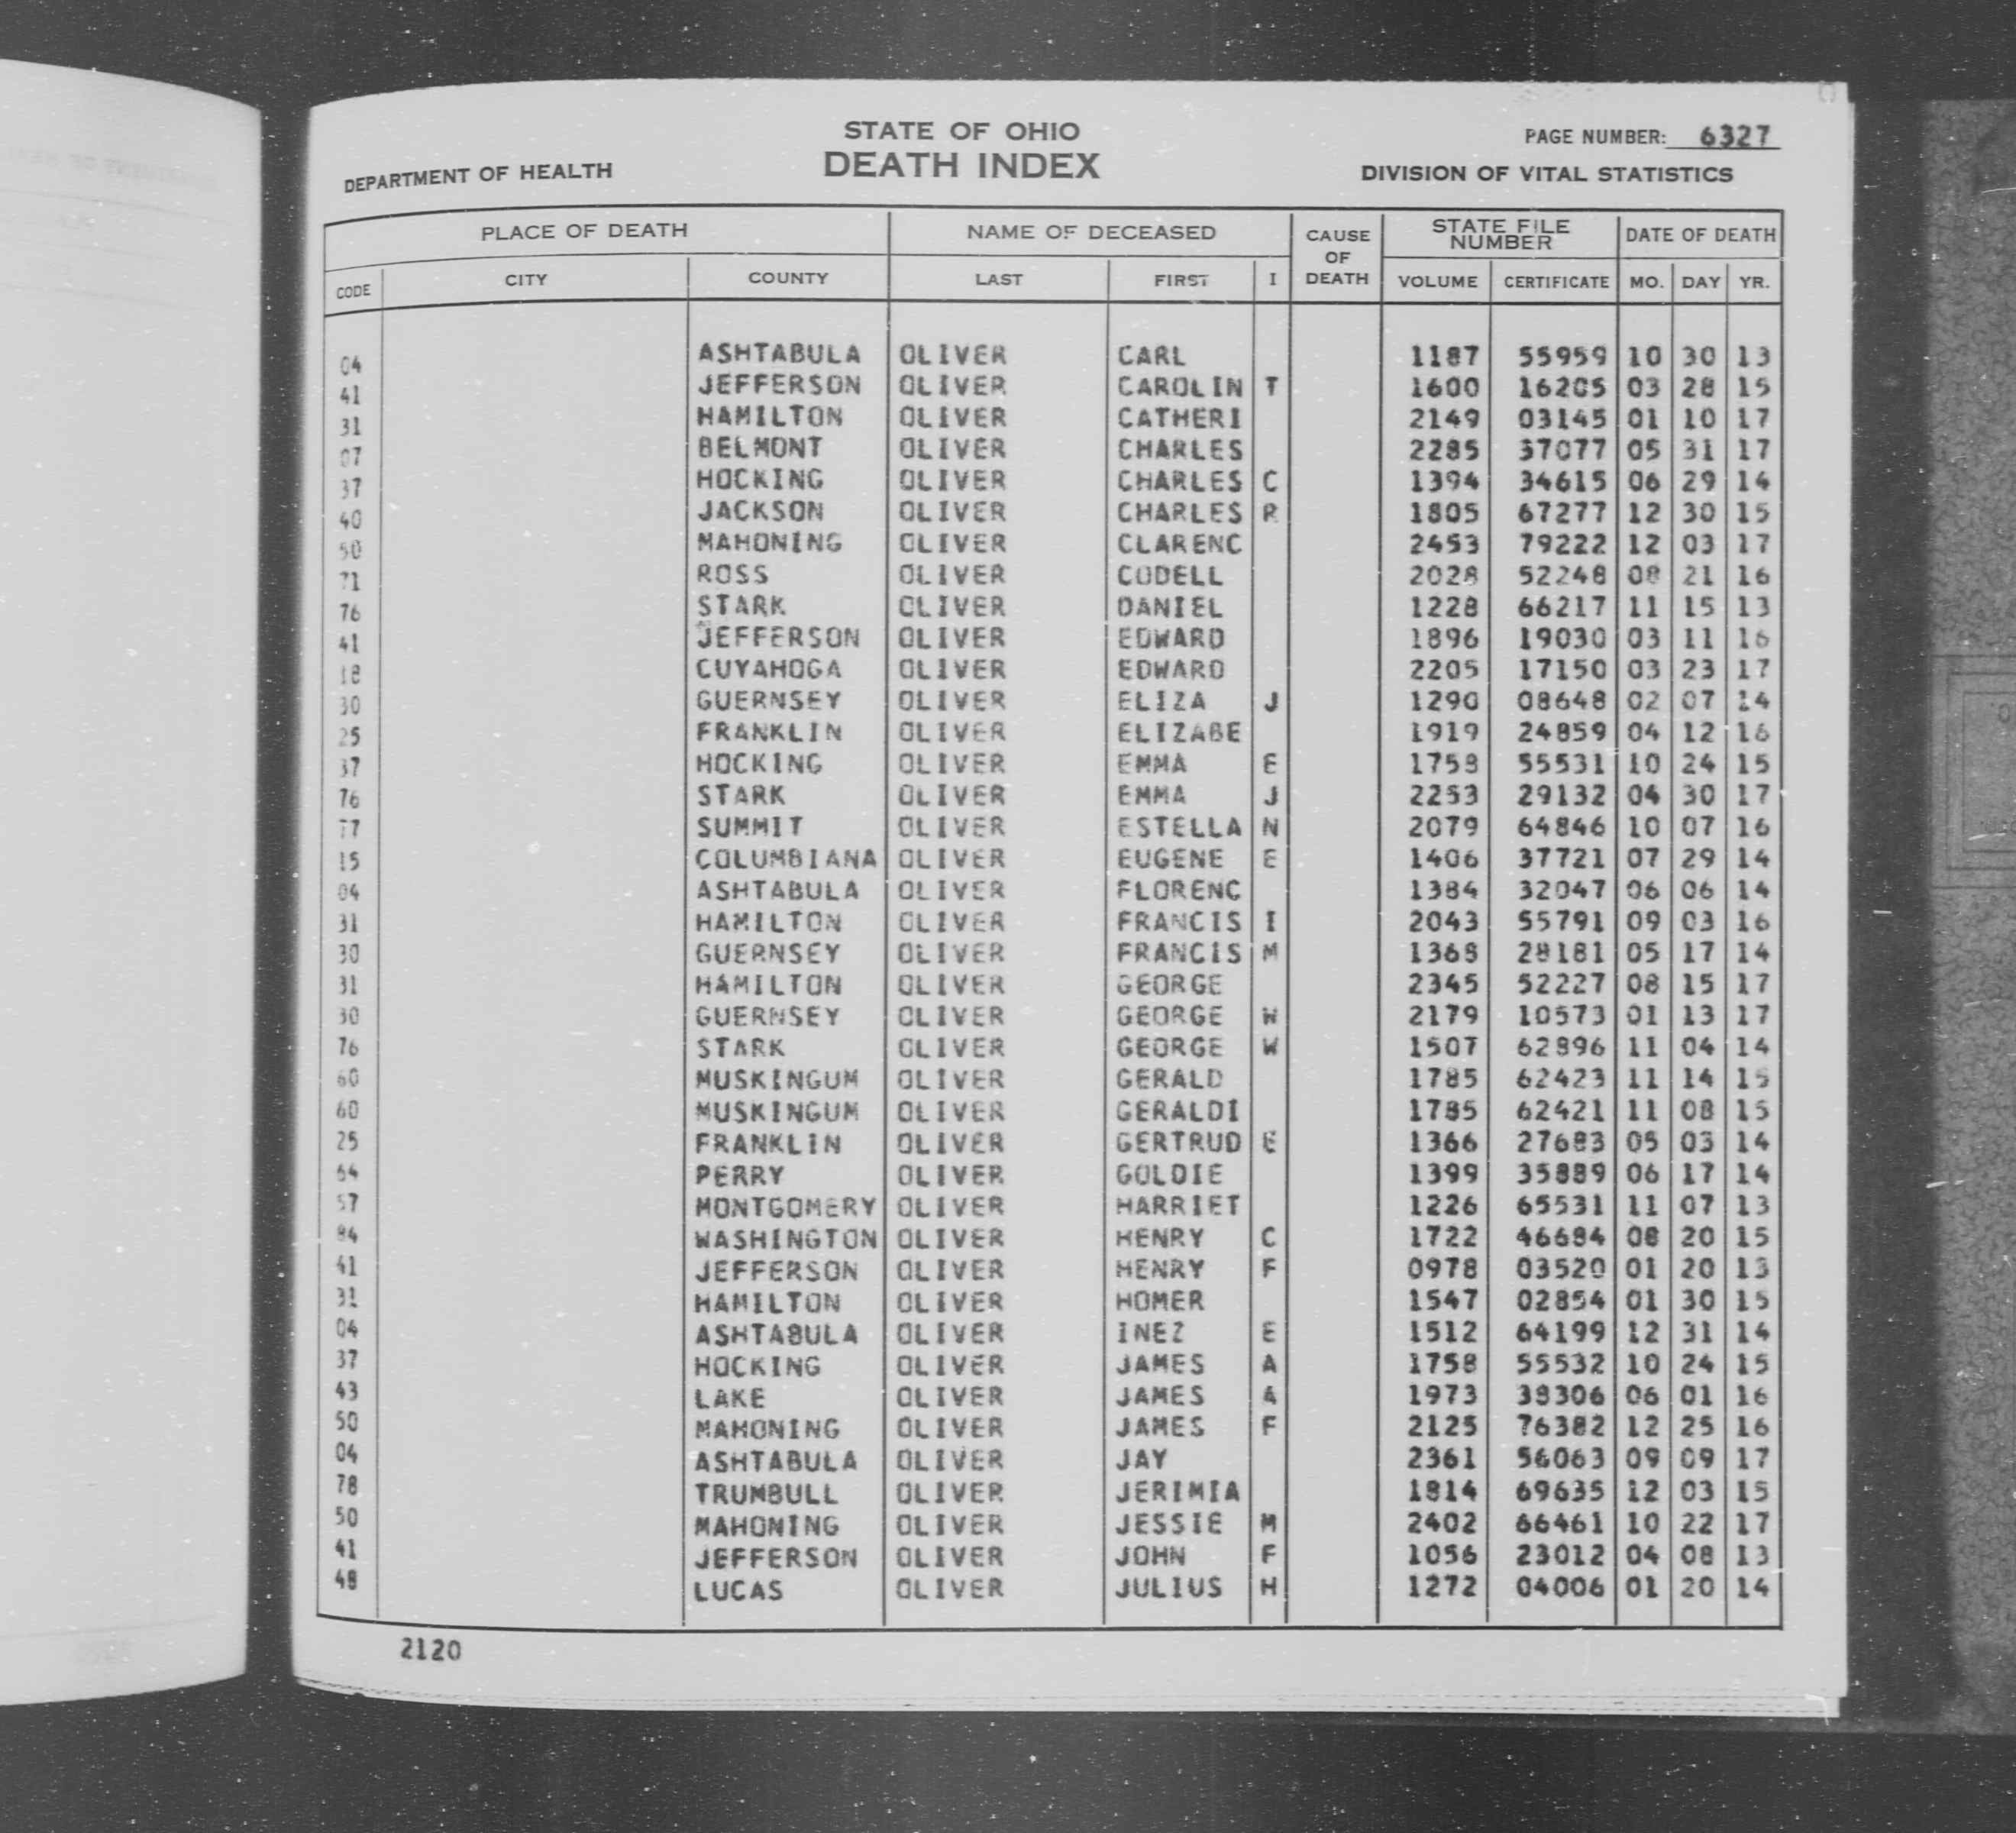 STATE OF OHIO
DEATH INDEX
PAGE NUMBER: 6327
DEPARTMENT OF HEALTH
DIVISION OF VITAL STATISTICS
PLACE OF DEATH NAME OF DECEASED CAUSE OF DEATH STATE FILE NUMBER DATE OF DEATH
CODE CITY COUNTY LAST FIRST I VOLUME CERTIFICATE MO. DAY YR.
04 ASHTABULA OLIVER CARL 1187 55959 10 30 13
41 JEFFERSON OLIVER CAROLIN T 1600 16205 03 28 15
31 HAMILTON OLIVER CATHERI 2149 03145 01 10 17
07 BELMONT OLIVER CHARLES 2285 37077 05 31 17
37 HOCKING OLIVER CHARLES C 1394 34615 06 29 14
40 JACKSON OLIVER CHARLES R 1805 67277 12 30 15
50 MAHONING OLIVER CLARENC 2453 79222 12 03 17
71 ROSS OLIVER CODELL 2028 52248 08 21 16
76 STARK OLIVER DANIEL 1228 66217 11 15 13
41 JEFFERSON OLIVER EDWARD 1896 19030 03 11 16
18 CUYAHOGA OLIVER EDWARD 2205 17150 03 23 17
30 GUERNSEY OLIVER ELIZA J 1290 08648 02 07 14
25 FRANKLIN OLIVER ELIZABE 1919 24859 04 12 16
37 HOCKING OLIVER EMMA E 1758 55531 10 24 15
76 STARK OLIVER EMMA J 2253 29132 04 30 17
77 SUMMIT OLIVER ESTELLA N 2079 64846 10 07 16
15 COLUMBIANA OLIVER EUGENE E 1406 37721 07 29 14
04 ASHTABULA OLIVER FLORENC 1384 32047 06 06 14
31 HAMILTON OLIVER FRANCIS I 2043 55791 09 03 16
30 GUERNSEY OLIVER FRANCIS M 1368 28181 05 17 14
31 HAMILTON OLIVER GEORGE 2345 52227 08 15 17
30 GUERNSEY OLIVER GEORGE W 2179 10573 01 13 17
76 STARK OLIVER GEORGE W 1507 62896 11 04 14
60 MUSKINGUM OLIVER GERALD 1785 62423 11 14 15
60 MUSKINGUM OLIVER GERALDI 1785 62421 11 08 15
25 FRANKLIN OLIVER GERTRUD E 1366 27683 05 03 14
64 PERRY OLIVER GOLDIE 1399 35889 06 17 14
57 MONTGOMERY OLIVER HARRIET 1226 65531 11 07 13
84 WASHINGTON OLIVER HENRY C 1722 46684 08 20 15
41 JEFFERSON OLIVER HENRY F 0978 03520 01 20 13
31 HAMILTON OLIVER HOMER 1547 02854 01 30 15
04 ASHTABULA OLIVER INEZ E 1512 64199 12 31 14
37 HOCKING OLIVER JAMES A 1758 55532 10 24 15
43 LAKE OLIVER JAMES A 1973 38306 06 01 16
50 MAHONING OLIVER JAMES F 2125 76382 12 25 16
04 ASHTABULA OLIVER JAY 2361 56063 09 09 17
78 TRUMBULL OLIVER JERIMIA 1814 69635 12 03 15
50 MAHONING OLIVER JESSIE M 2402 66461 10 22 17
41 JEFFERSON OLIVER JOHN F 1056 23012 04 08 13
48 LUCAS OLIVER JULIUS H 1272 04006 01 20 14
2120